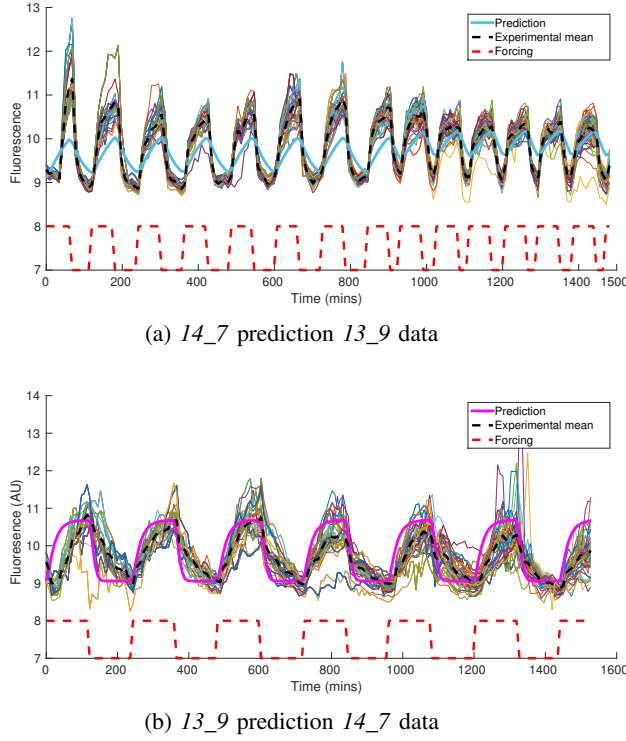 13
12
11
10
9
8
7
Fluorescence
Prediction
Experimental mean
Forcing
0 200 400 600 800 1000 1200 1400 1500
Time (mins)
(a) 14_7 prediction 13_9 data
14
13
12
11
10
9
8
7
Fluoresence (AU)
Prediction
Experimental mean
Forcing
0 200 400 600 800 1000 1200 1400 1600
Time (mins)
(b) 13_9 prediction 14_7 data